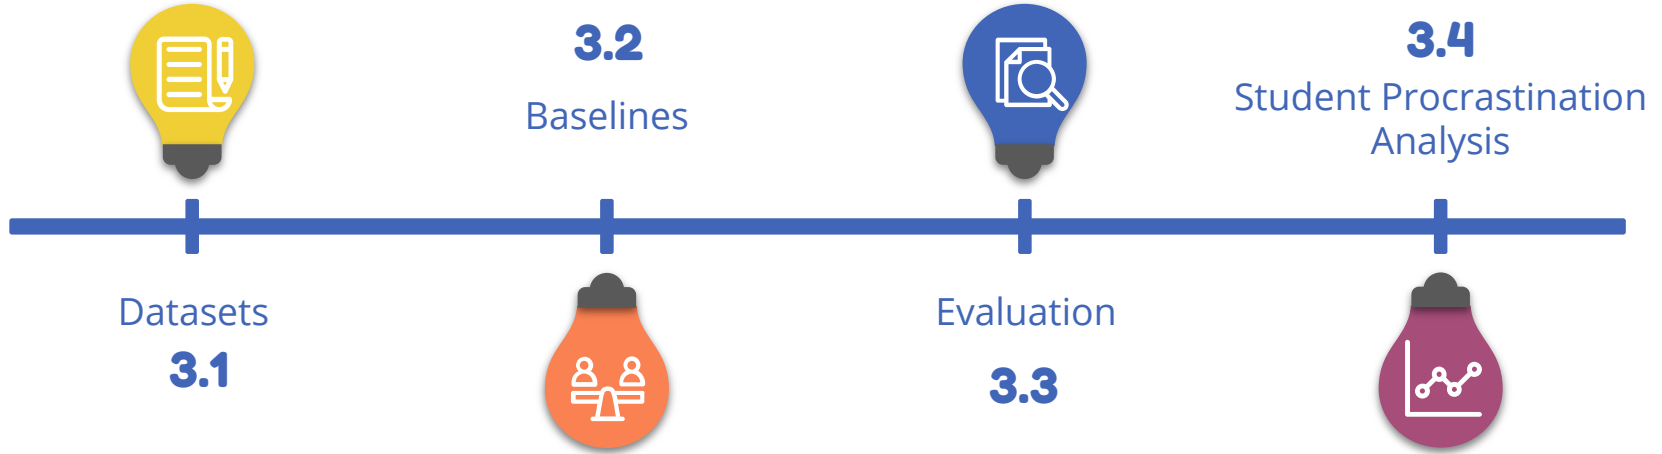 Datasets
3.1
3.2
Baselines
Evaluation
3.3
3.4
Student Procrastination
Analysis